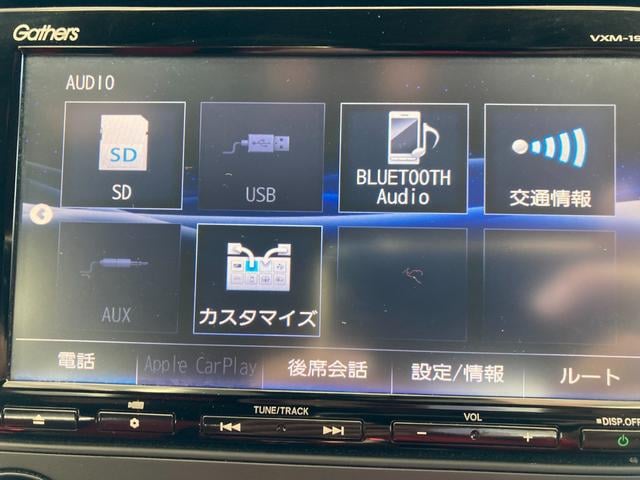 Gathers
VXM-19
AUDIO
SD
SD
USB
BLUETOOTH
Audio
交通情報
AUX
カスタマイズ
電話
Apple CarPlay
後席会話
設定/情報
ルート
TUNE/TRACK
VOL
DISP.OFF